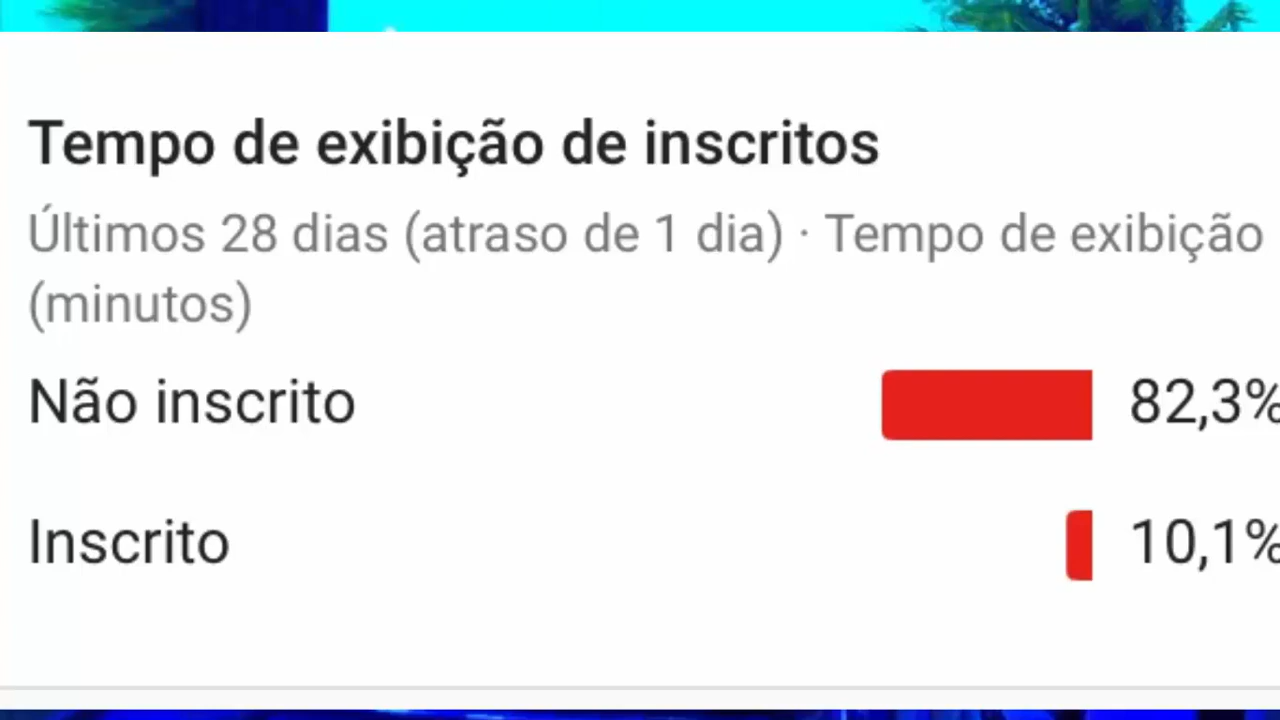 Tempo de exibição de inscritos
Últimos 28 dias (atraso de 1 dia) · Tempo de exibição
(minutos)
Não inscrito 82,3%
Inscrito 10,1%